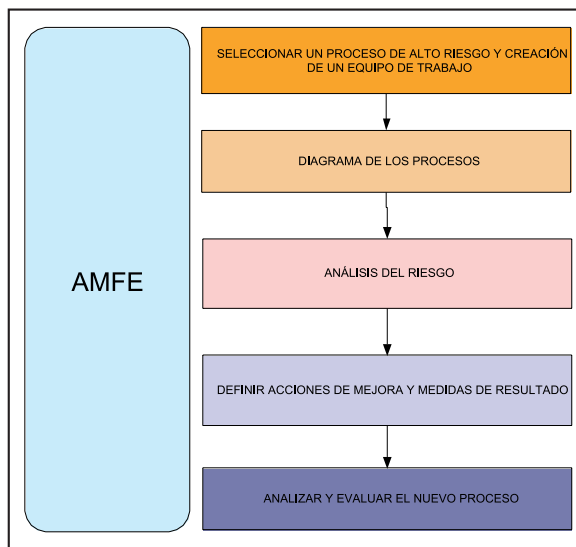 AMFE
SELECCIONAR UN PROCESO DE ALTO RIESGO Y CREACIÓN
DE UN EQUIPO DE TRABAJO
DIAGRAMA DE LOS PROCESOS
ANÁLISIS DEL RIESGO
DEFINIR ACCIONES DE MEJORA Y MEDIDAS DE RESULTADO
ANALIZAR Y EVALUAR EL NUEVO PROCESO